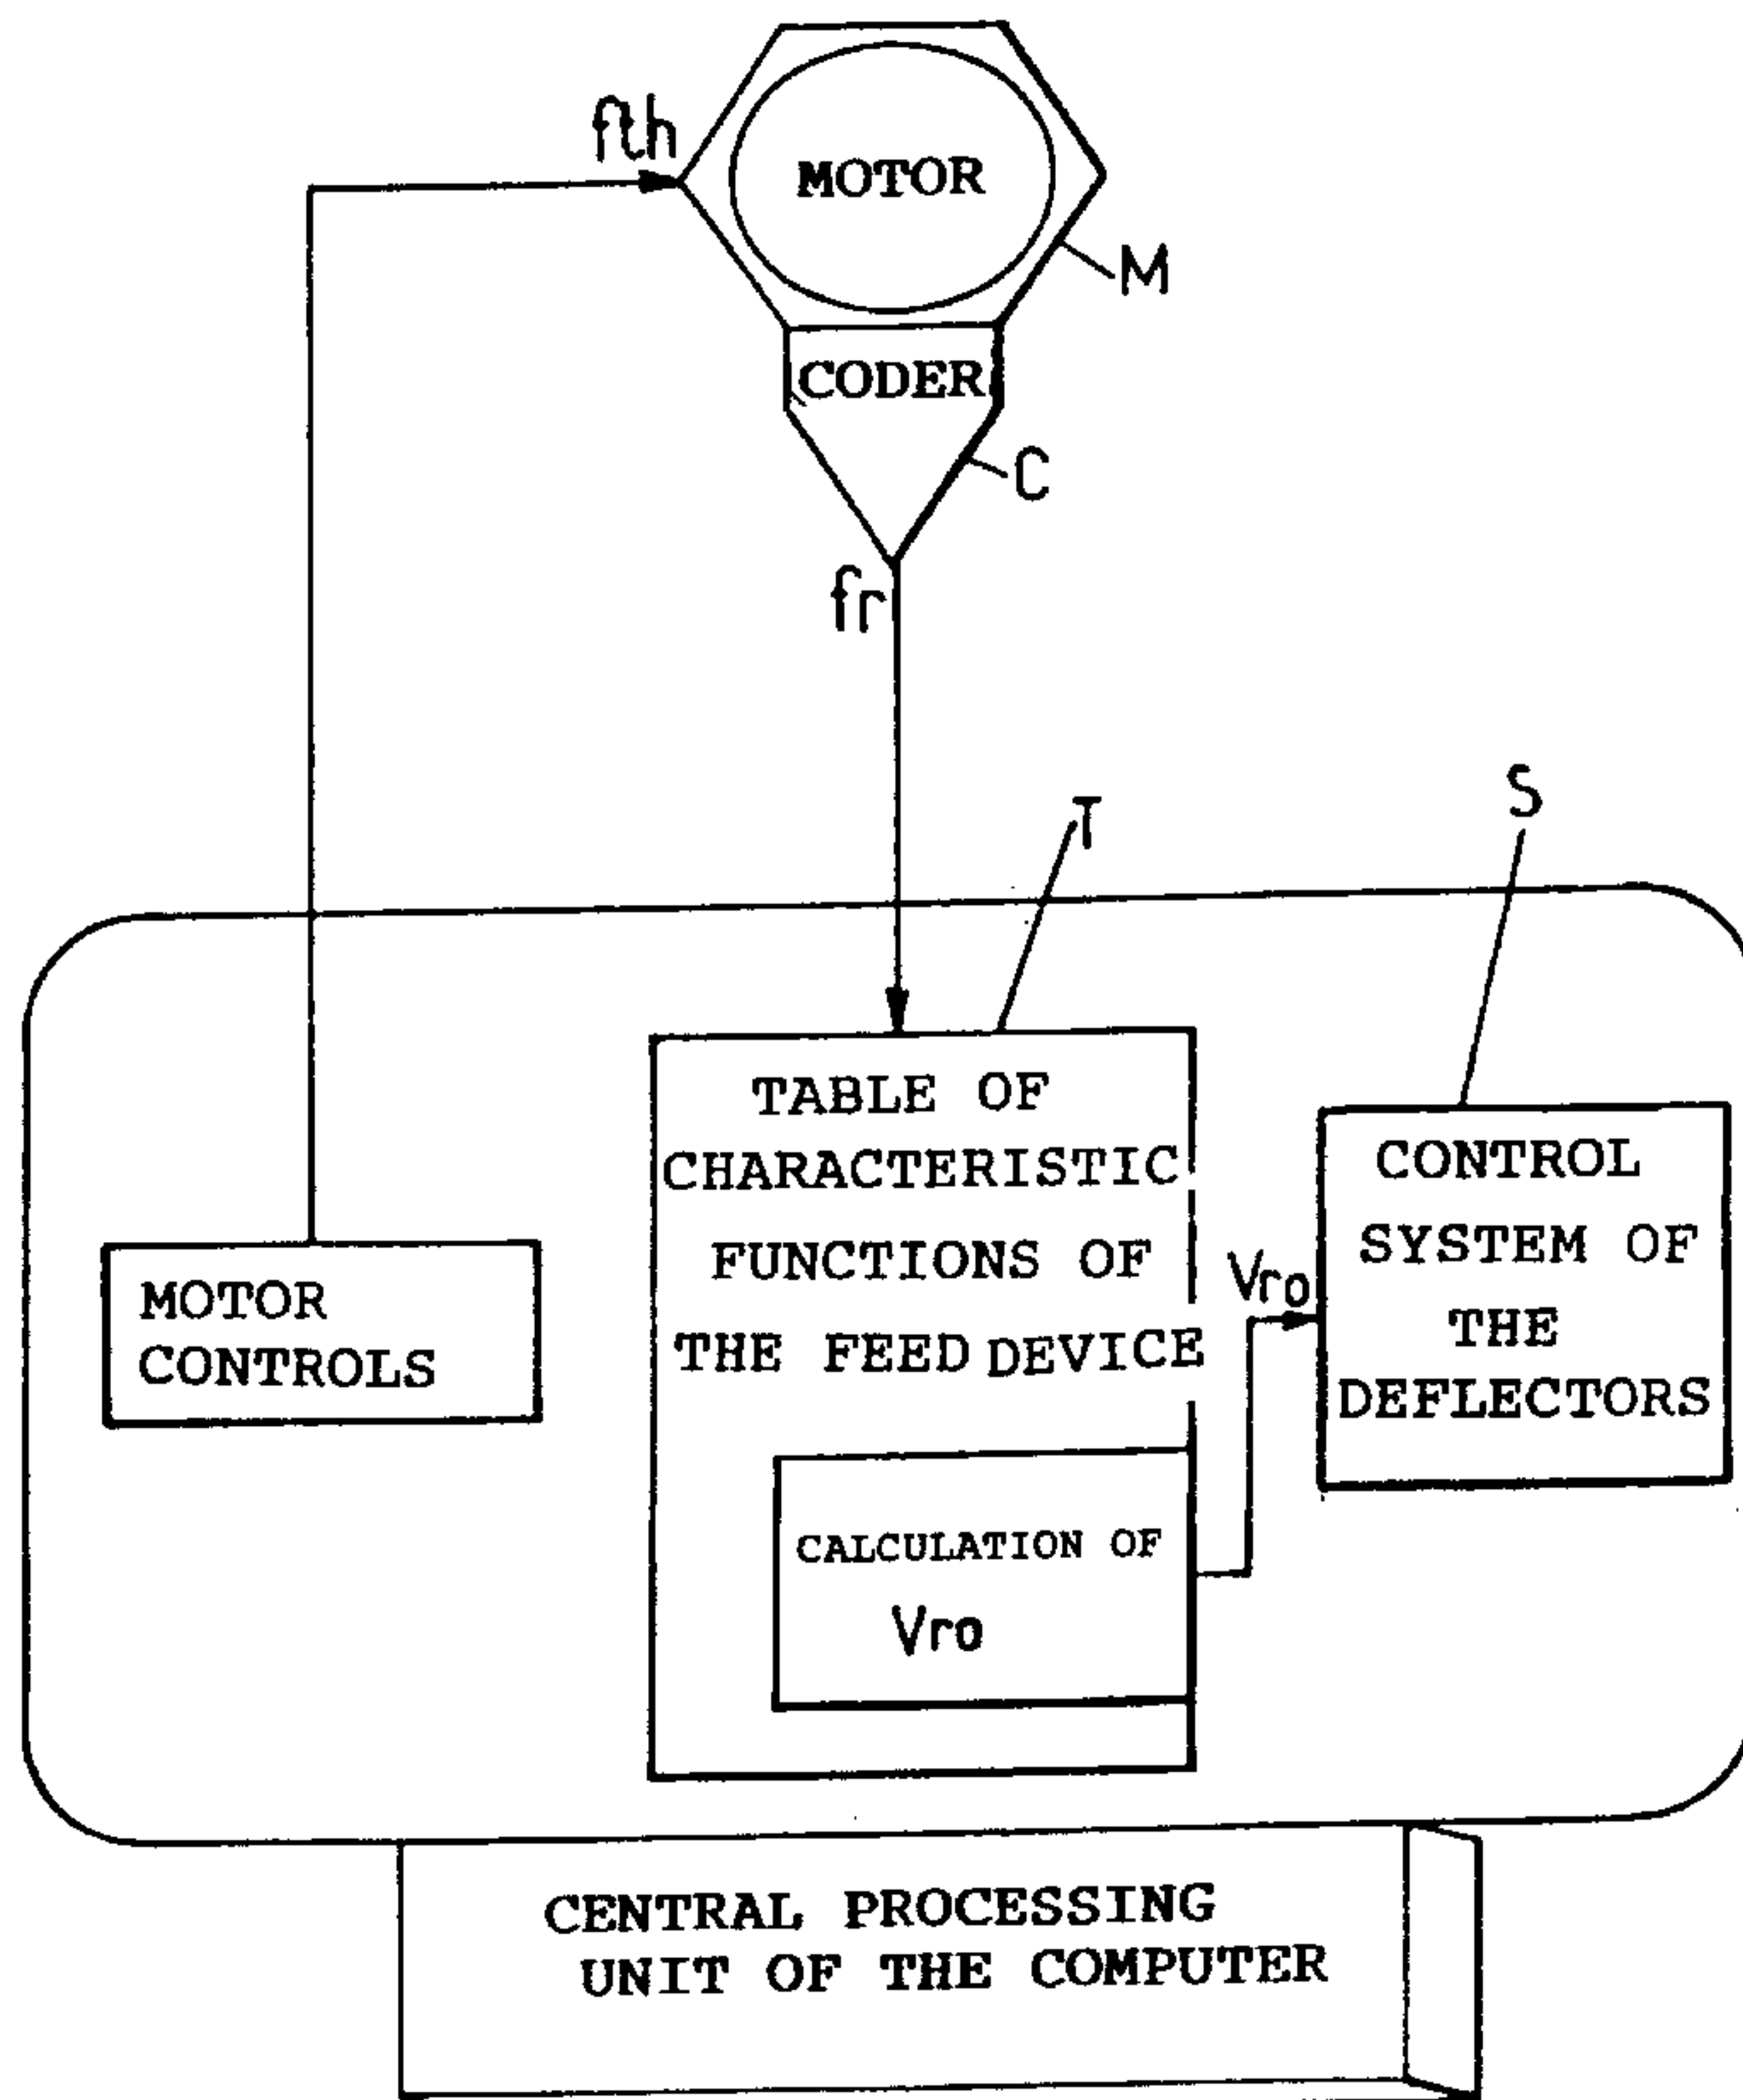 fth
MOTOR
M
CODER
C
fr
T
S
TABLE OF
CHARACTERISTIC
FUNCTIONS OF
THE FEED DEVICE
CALCULATION OF
Vro
Vro
CONTROL
SYSTEM OF
THE
DEFLECTORS
MOTOR
CONTROLS
CENTRAL PROCESSING
UNIT OF THE COMPUTER